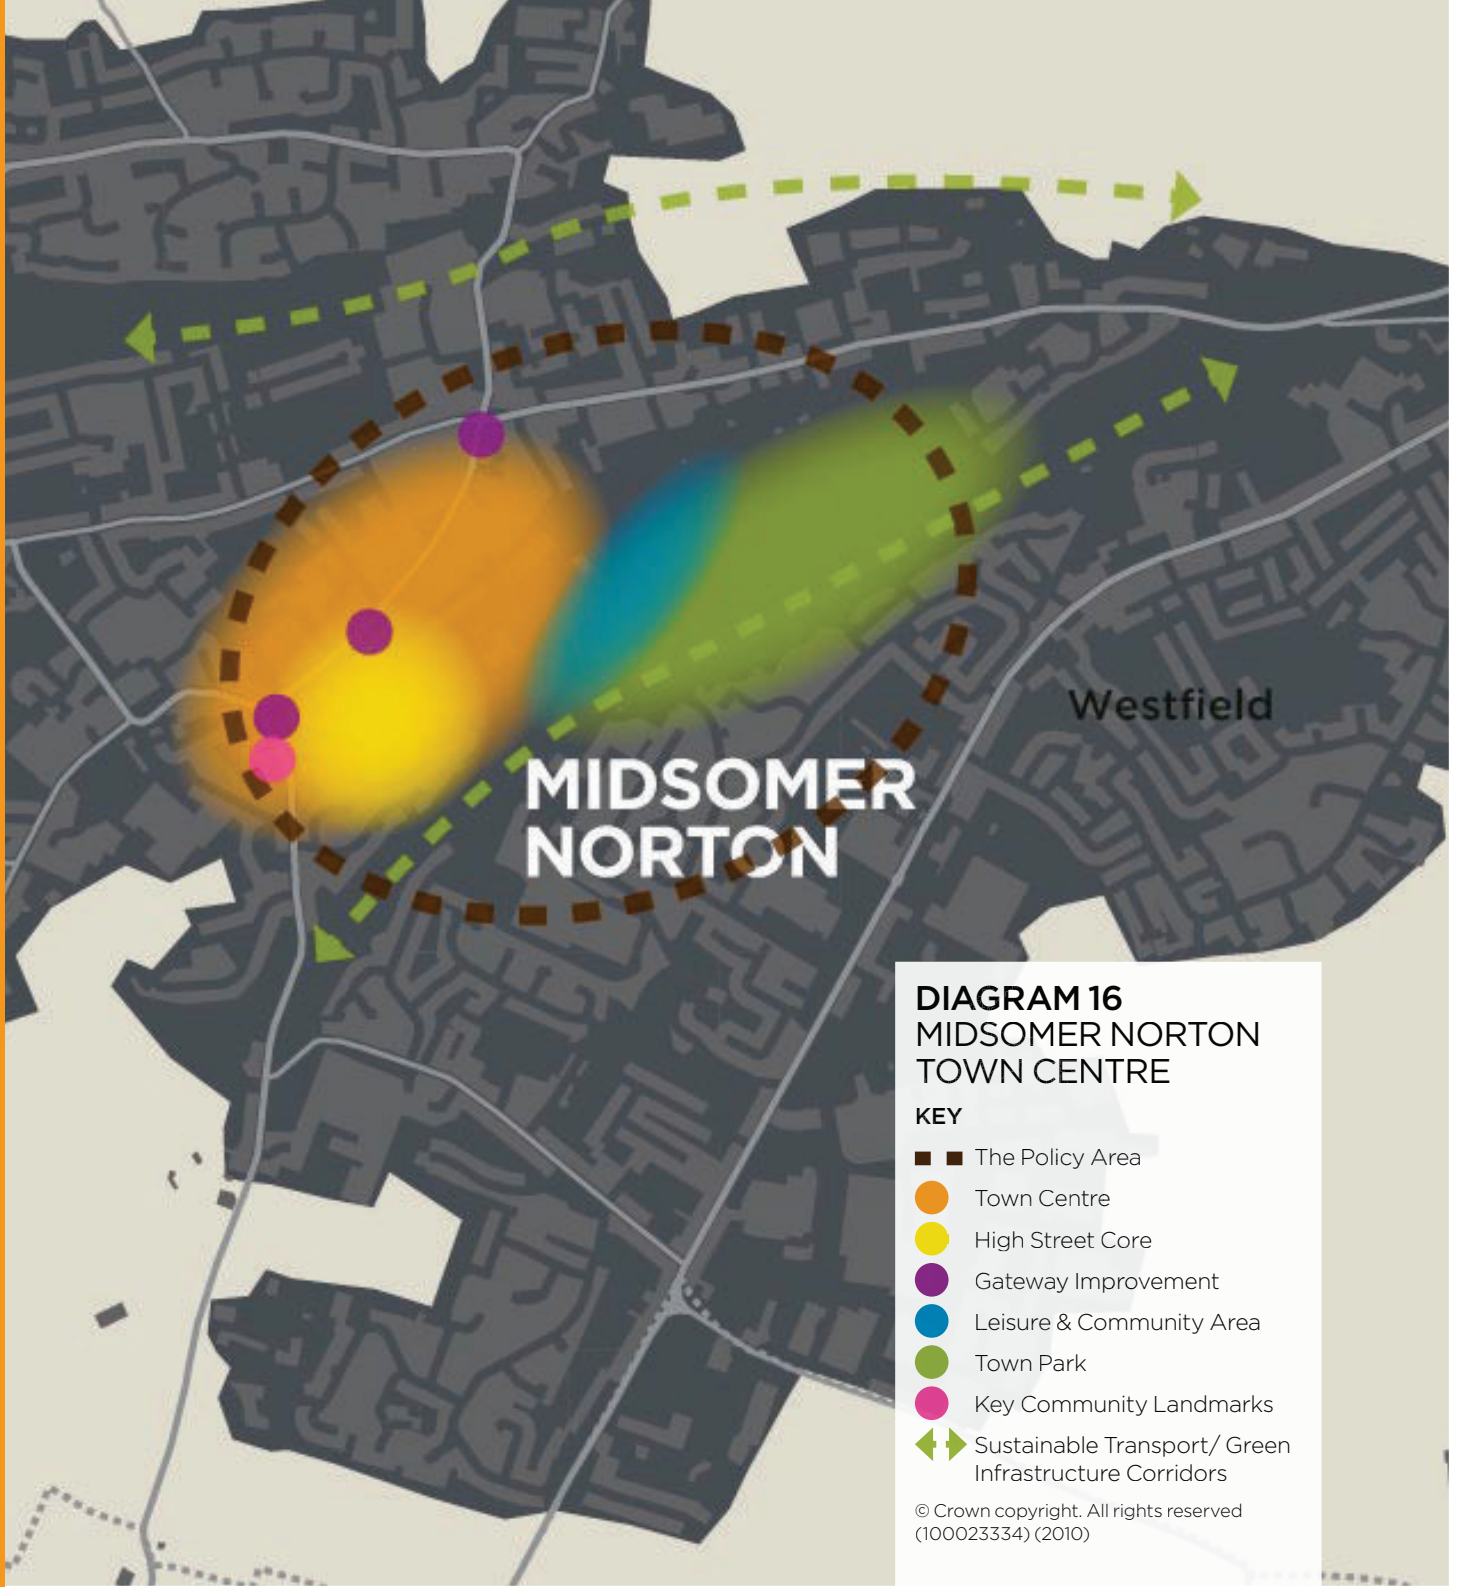 Westfield
MIDSOMER
NORTON
DIAGRAM 16
MIDSOMER NORTON
TOWN CENTRE
KEY
The Policy Area
Town Centre
High Street Core
Gateway Improvement
Leisure & Community Area
Town Park
Key Community Landmarks
Sustainable Transport/ Green
Infrastructure Corridors
© Crown copyright. All rights reserved
(100023334) (2010)